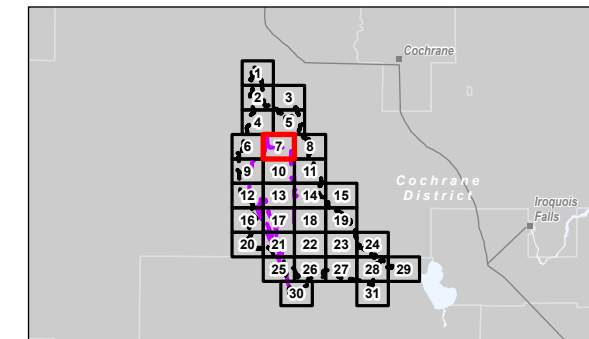 Cochrane
1
2 3
4 5
6 7 8
9 10 11
Cochrane
District
12 13 14 15
Iroquois
Falls
16 17 18 19
20 21 22 23 24
25 26 27 28 29
30 31